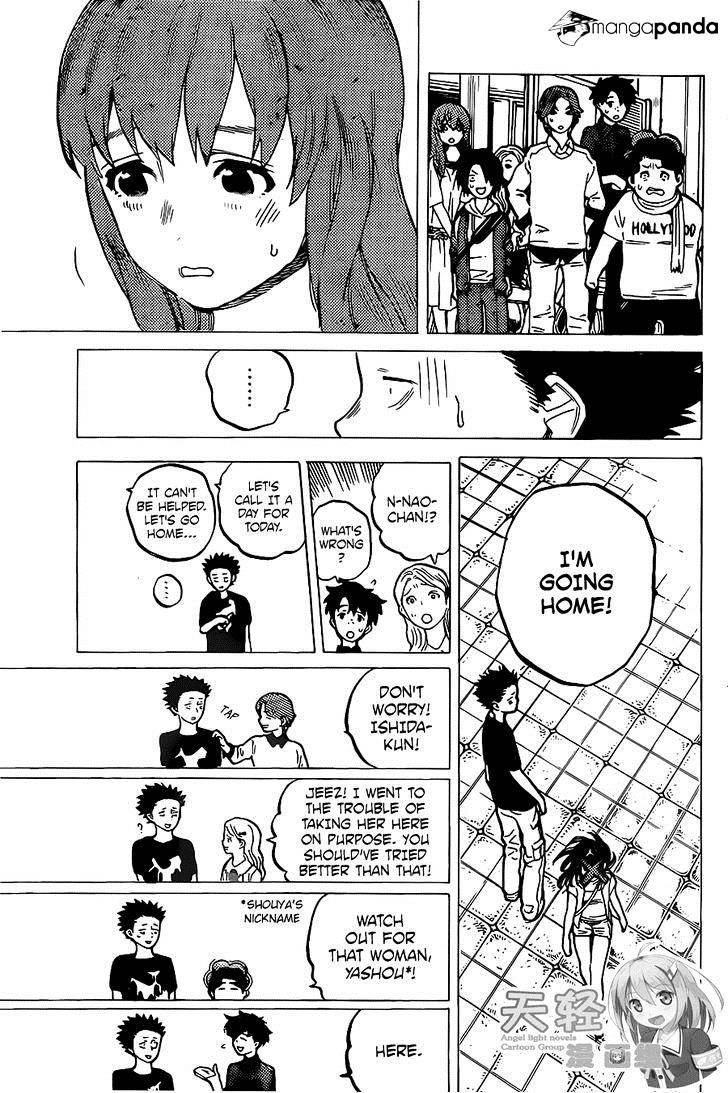 mangapanda
HOLLYWOOD
......
I'M
GOING
HOME!
N-NAO-
CHAN!?
WHAT'S
WRONG
?
LET'S
CALL IT A
DAY FOR
TODAY.
IT CAN'T
BE HELPED.
LET'S GO
HOME...
...
DON'T
WORRY!
ISHIDA-
KUN!
TAP
JEEZ! I WENT TO
THE TROUBLE OF
TAKING HER HERE
ON PURPOSE. YOU
SHOULD'VE TRIED
BETTER THAN THAT!
?
WATCH
OUT FOR
THAT WOMAN,
YASHOU*!
*SHOUYA'S
NICKNAME
HERE.
天轻
Angel light novels
Cartoon Group
漫画组